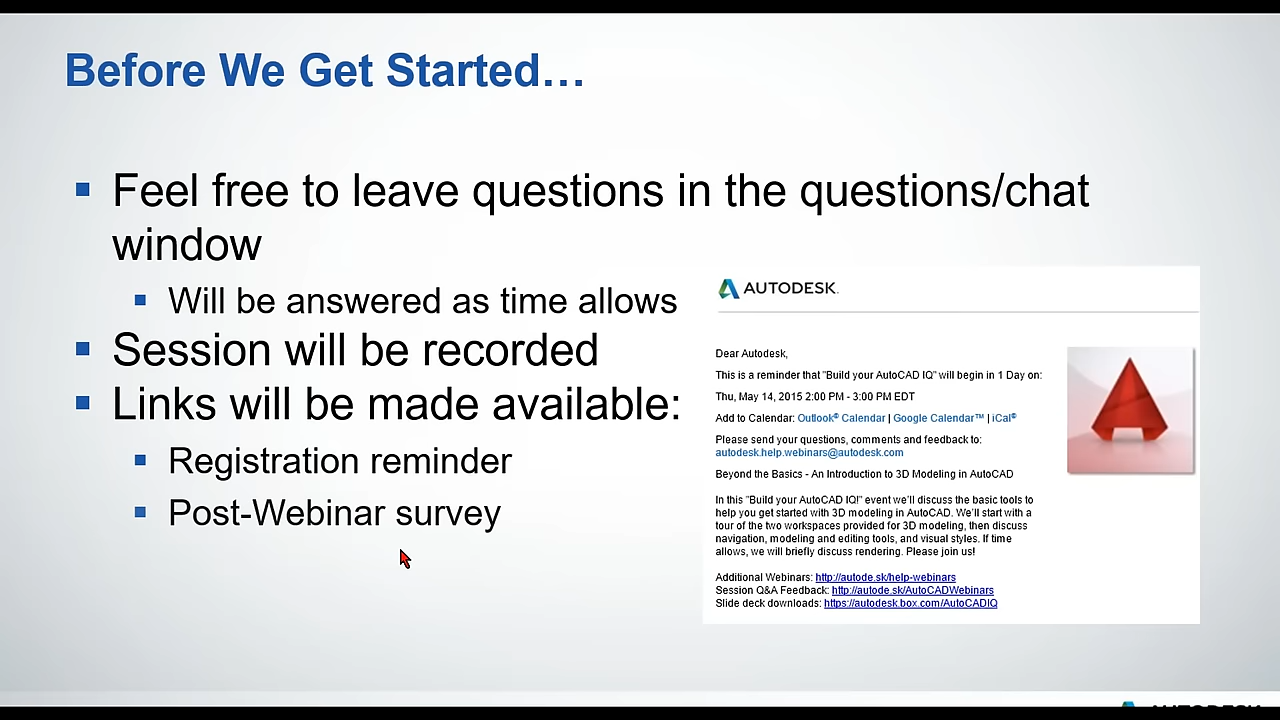 Before We Get Started…
Feel free to leave questions in the questions/chat
window
Will be answered as time allows
Session will be recorded
Links will be made available:
Registration reminder
Post-Webinar survey
AUTODESK.
Dear Autodesk,
This is a reminder that "Build your AutoCAD IQ" will begin in 1 Day on:
Thu, May 14, 2015 2:00 PM - 3:00 PM EDT
Add to Calendar: Outlook® Calendar | Google Calendar™ | iCal®
Please send your questions, comments and feedback to:
autodesk.help.webinars@autodesk.com
Beyond the Basics - An Introduction to 3D Modeling in AutoCAD
In this "Build your AutoCAD IQ!" event we'll discuss the basic tools to
help you get started with 3D modeling in AutoCAD. We'll start with a
tour of the two workspaces provided for 3D modeling, then discuss
navigation, modeling and editing tools, and visual styles. If time
allows, we will briefly discuss rendering. Please join us!
Additional Webinars: http://autode.sk/help-webinars
Session Q&A Feedback: http://autode.sk/AutoCADWebinars
Slide deck downloads: https://autodesk.box.com/AutoCADIQ
AUTODESK